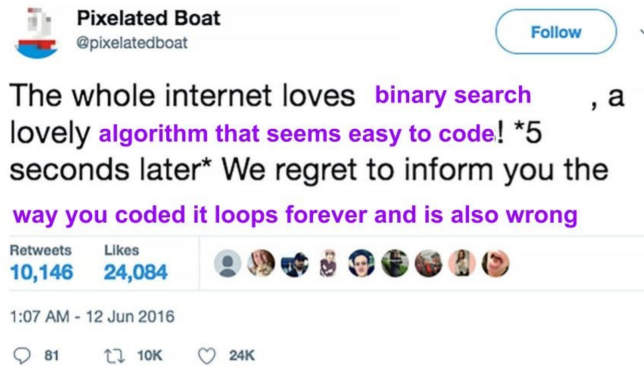 Pixelated Boat
@pixelatedboat
Follow
The whole internet loves binary search , a
lovely algorithm that seems easy to code! *5
seconds later* We regret to inform you the
way you coded it loops forever and is also wrong
Retweets Likes
10,146 24,084
1:07 AM - 12 Jun 2016
81 10K 24K